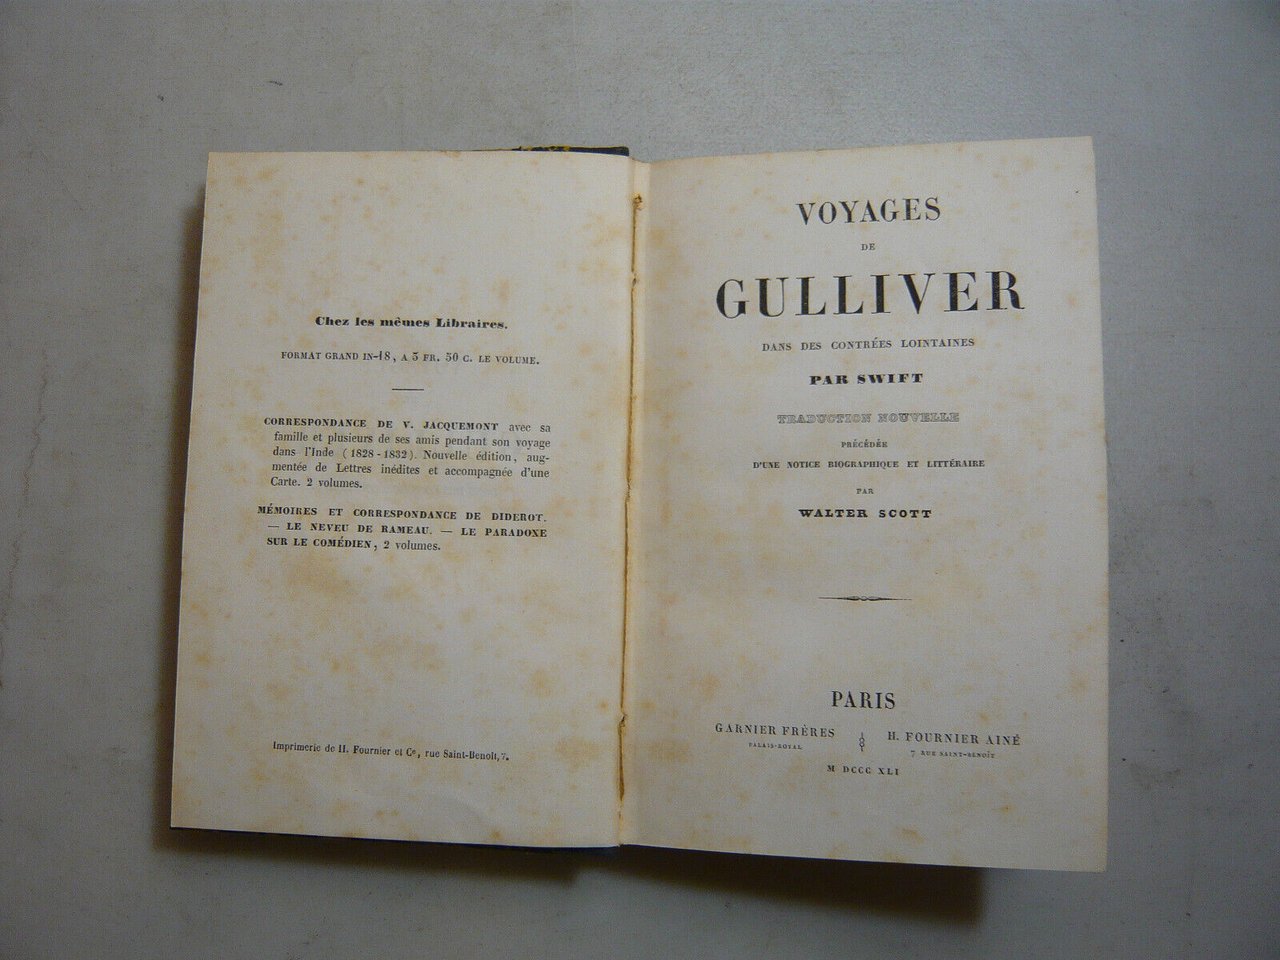 Chez les mêmes Libraires.
FORMAT GRAND IN-18, A 3 FR. 50 C. LE VOLUME.
CORRESPONDANCE DE V. JACQUEMONT avec sa
famille et plusieurs de ses amis pendant son voyage
dans l'Inde (1828-1832). Nouvelle édition, aug-
mentée de Lettres inédites et accompagnée d'une
Carte. 2 volumes.
MÉMOIRES ET CORRESPONDANCE DE DIDEROT.
— LE NEVEU DE RAMEAU. — LE PARADOXE
SUR LE COMÉDIEN, 2 volumes.
Imprimerie de H. Fournier et Ce, rue Saint-Benoît, 7.
VOYAGES
DE
GULLIVER
DANS DES CONTRÉES LOINTAINES
PAR SWIFT
TRADUCTION NOUVELLE
PRÉCÉDÉE
D'UNE NOTICE BIOGRAPHIQUE ET LITTÉRAIRE
PAR
WALTER SCOTT
PARIS
GARNIER FRÈRES
PALAIS-ROYAL
H. FOURNIER AINÉ
7 RUE SAINT-BENOÎT
M DCCC XLI